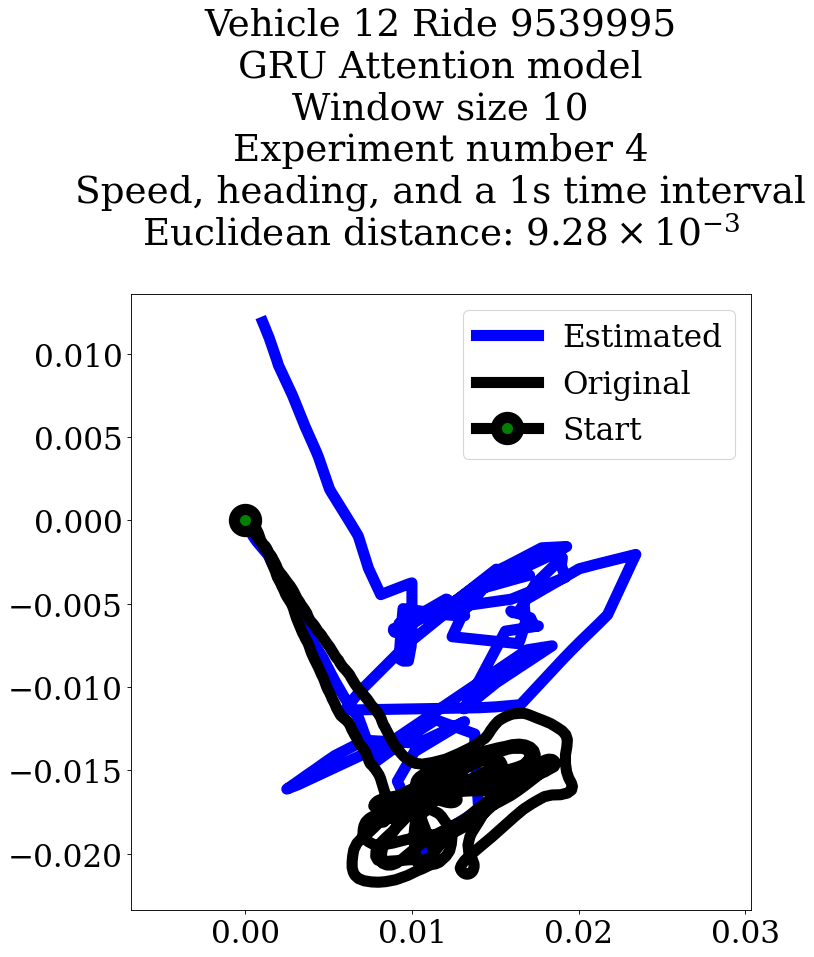 Vehicle 12 Ride 9539995
GRU Attention model
Window size 10
Experiment number 4
Speed, heading, and a 1s time interval
Euclidean distance: 9.28 × 10⁻³
Estimated
Original
Start
0.010
0.005
0.000
−0.005
−0.010
−0.015
−0.020
0.00 0.01 0.02 0.03